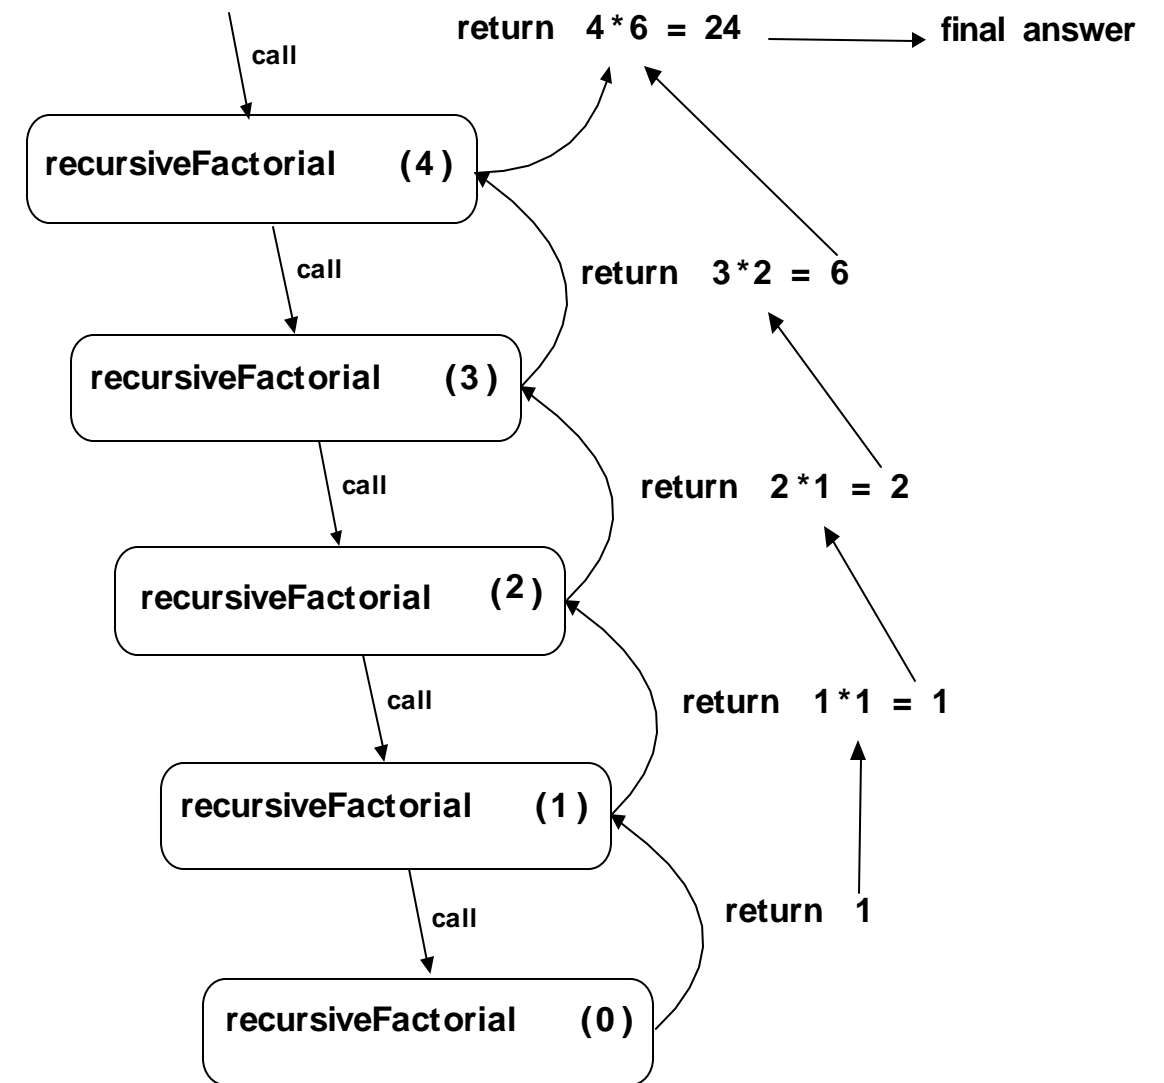 return 4*6 = 24
final answer
call
recursiveFactorial (4)
call
return 3*2 = 6
recursiveFactorial (3)
call
return 2*1 = 2
recursiveFactorial (2)
call
return 1*1 = 1
recursiveFactorial (1)
call
return 1
recursiveFactorial (0)